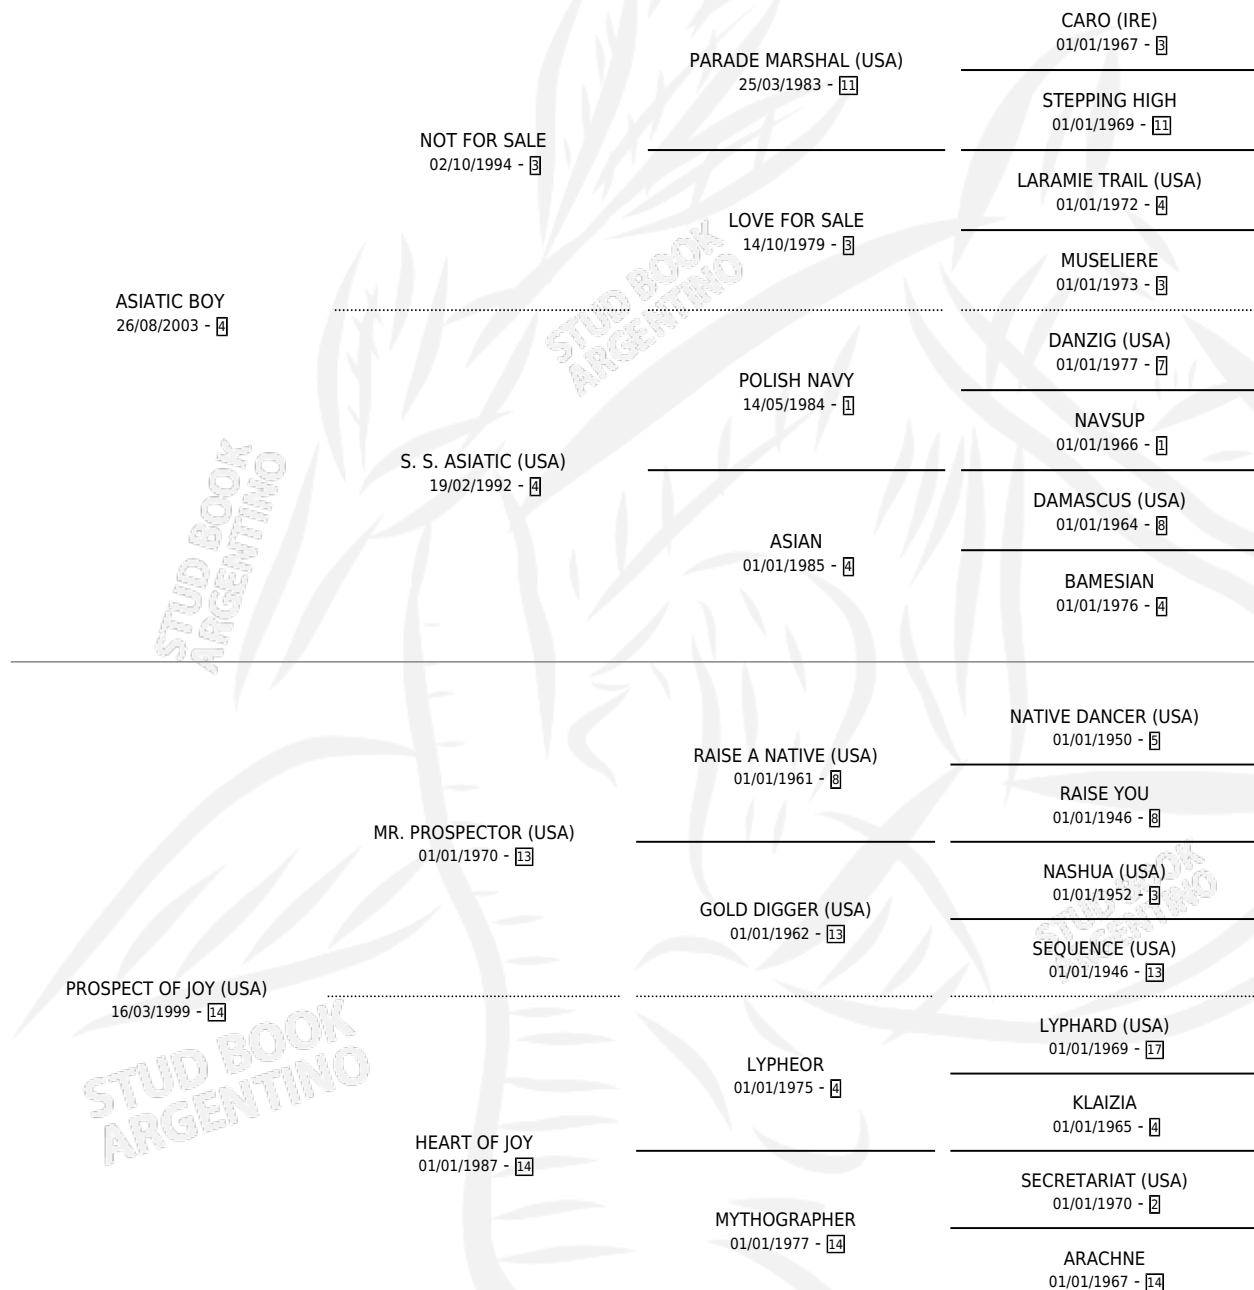 CARO (IRE)
01/01/1967 - 3
PARADE MARSHAL (USA)
25/03/1983 - 11
STEPPING HIGH
01/01/1969 - 11
NOT FOR SALE
02/10/1994 - 3
LARAMIE TRAIL (USA)
01/01/1972 - 4
LOVE FOR SALE
14/10/1979 - 3
MUSELIERE
01/01/1973 - 3
ASIATIC BOY
26/08/2003 - 4
DANZIG (USA)
01/01/1977 - 7
POLISH NAVY
14/05/1984 - 1
NAVSUP
01/01/1966 - 1
S. S. ASIATIC (USA)
19/02/1992 - 4
DAMASCUS (USA)
01/01/1964 - 8
ASIAN
01/01/1985 - 4
BAMESIAN
01/01/1976 - 4
STUD BOOK
ARGENTINO
STUD BOOK
ARGENTINO
NATIVE DANCER (USA)
01/01/1950 - 5
RAISE A NATIVE (USA)
01/01/1961 - 8
RAISE YOU
01/01/1946 - 8
MR. PROSPECTOR (USA)
01/01/1970 - 13
NASHUA (USA)
01/01/1952 - 3
GOLD DIGGER (USA)
01/01/1962 - 13
SEQUENCE (USA)
01/01/1946 - 13
STUD BOOK
ARGENTINO
PROSPECT OF JOY (USA)
16/03/1999 - 14
LYPHARD (USA)
01/01/1969 - 17
LYPHEOR
01/01/1975 - 4
KLAIZIA
01/01/1965 - 4
STUD BOOK
ARGENTINO
HEART OF JOY
01/01/1987 - 14
SECRETARIAT (USA)
01/01/1970 - 2
MYTHOGRAPHER
01/01/1977 - 14
ARACHNE
01/01/1967 - 14